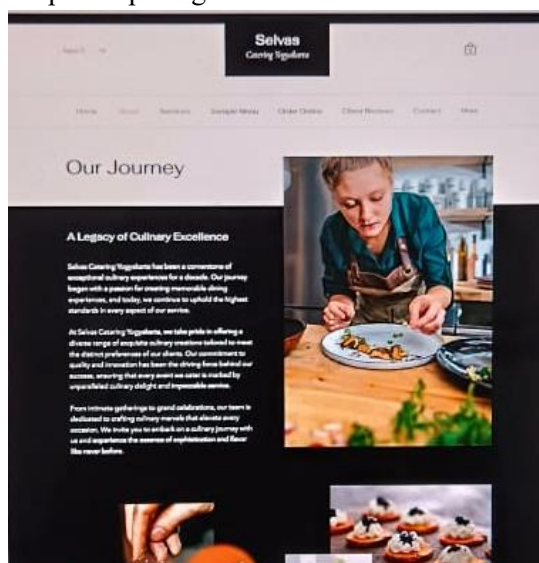 Selvas
Catering Yogyakarta
Home
About
Services
Sample Menu
Order Online
Client Reviews
Contact
More
Our Journey
A Legacy of Culinary Excellence
Selvas Catering Yogyakarta has been a cornerstone of
exceptional culinary experiences for a decade. Our journey
began with a passion for creating memorable dining
experiences, and today, we continue to uphold the highest
standards in every aspect of our service.
At Selvas Catering Yogyakarta, we take pride in offering a
diverse range of exquisite culinary creations tailored to meet
the distinct preferences of our clients. Our commitment to
quality and innovation has been the driving force behind our
success, ensuring that every event we cater is marked by
unparalleled culinary delight and impeccable service.
From intimate gatherings to grand celebrations, our team is
dedicated to crafting culinary marvels that elevate every
occasion. We invite you to embark on a culinary journey with
us and experience the essence of sophistication and flavor
like never before.